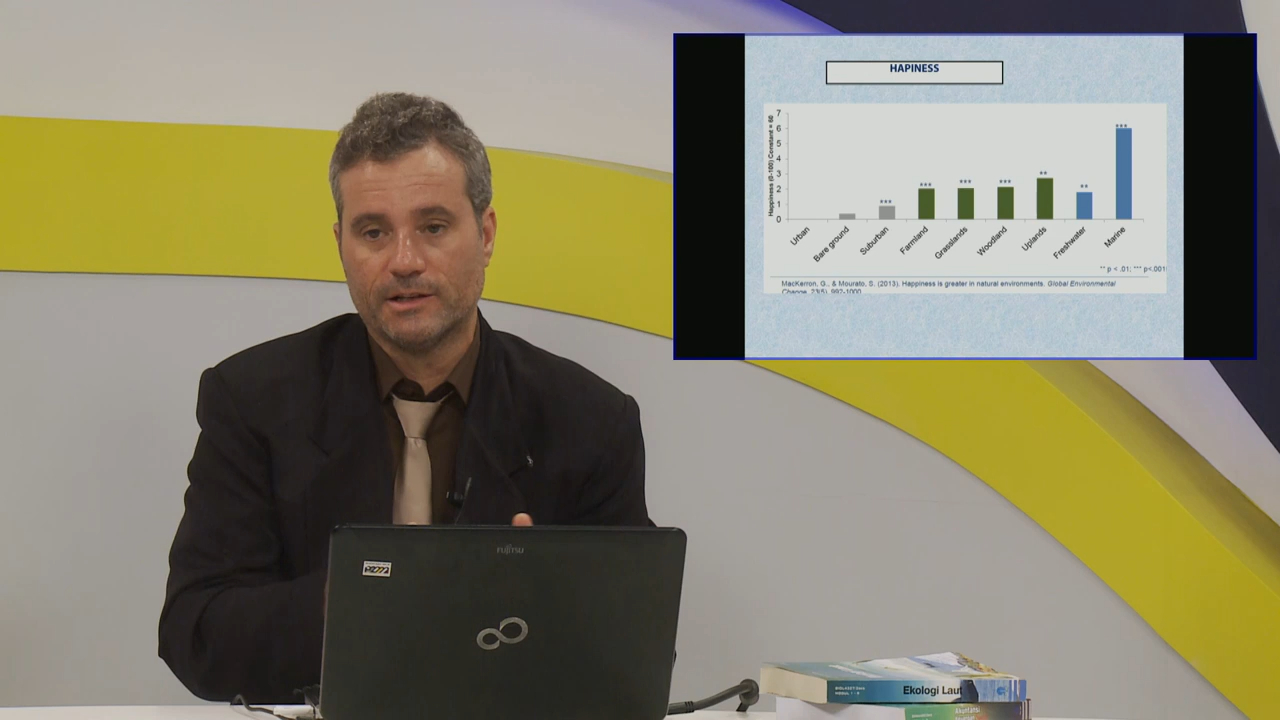 HAPINESS
Happiness (0-100) Constant = 60
7
6
5
4
3
2
1
0
***
***
***
***
**
**
***
Urban
Bare ground
Suburban
Farmland
Grasslands
Woodland
Uplands
Freshwater
Marine
** p < .01; *** p<.001
MacKerron, G., & Mourato, S. (2013). Happiness is greater in natural environments. Global Environmental
Change, 23(5), 992-1000
FUJITSU
Ekologi Laut
Akuntansi